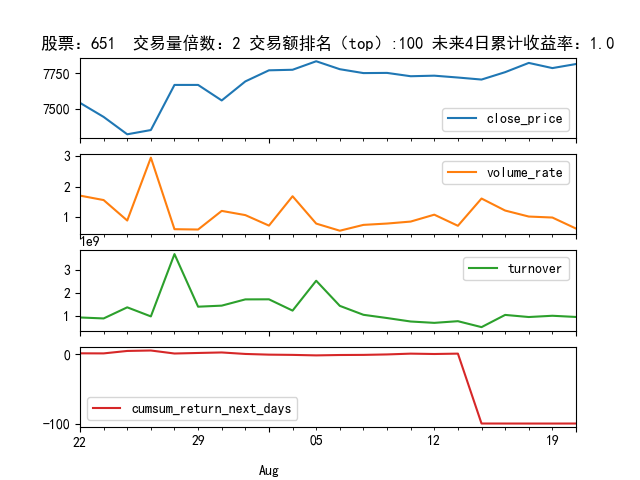 股票：651  交易量倍数：2 交易额排名（top）:100 未来4日累计收益率：1.0
7750
7500
close_price
3
2
1
volume_rate
1e9
3
2
1
turnover
0
-100
cumsum_return_next_days
22 29 05 12 19
Aug